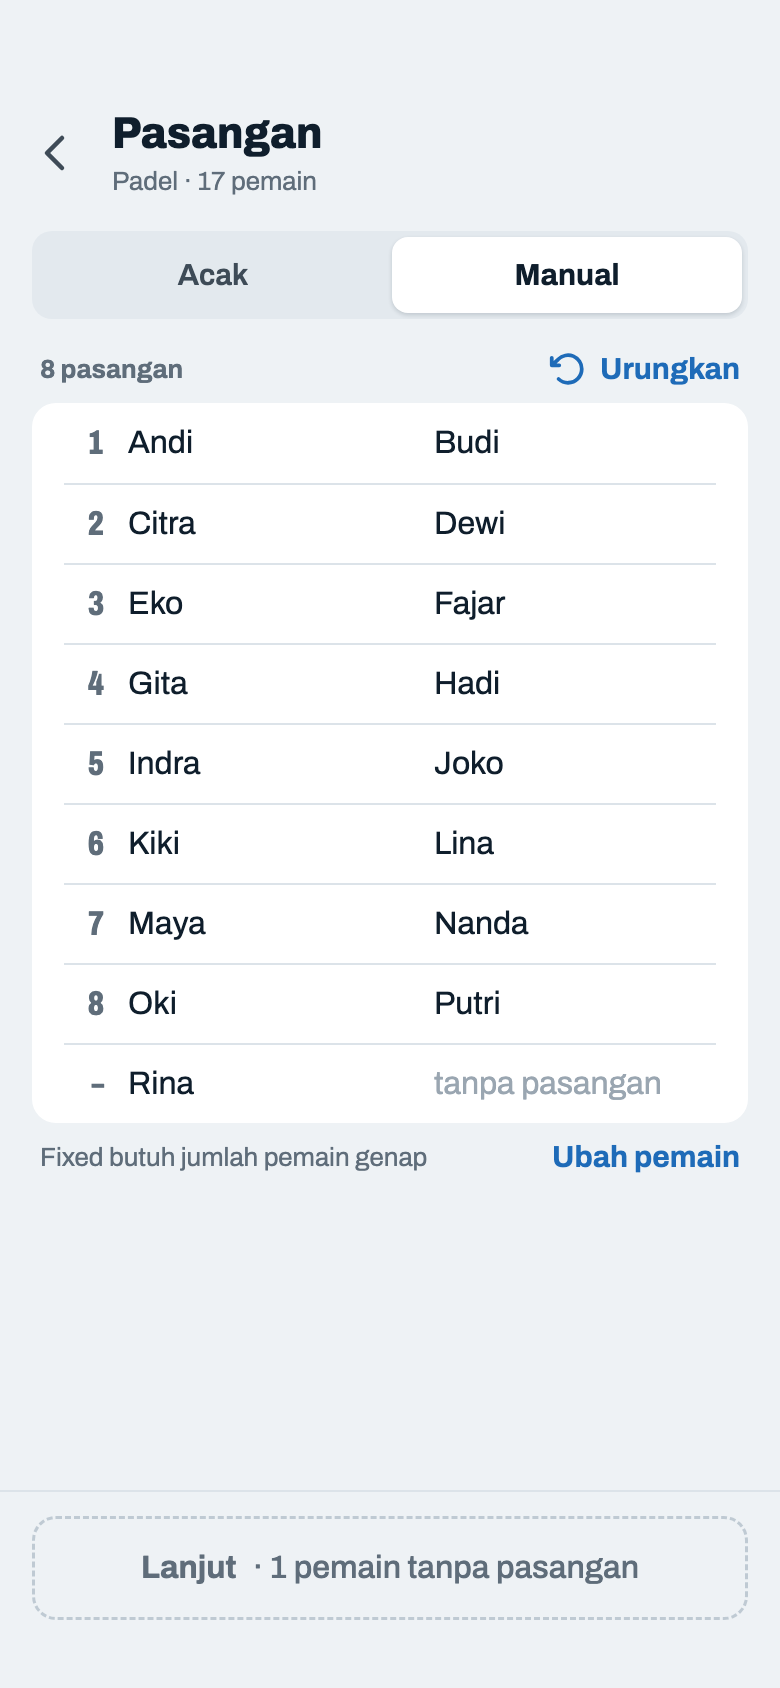 Pasangan
Padel · 17 pemain
Acak Manual
8 pasangan Urungkan
1 Andi Budi
2 Citra Dewi
3 Eko Fajar
4 Gita Hadi
5 Indra Joko
6 Kiki Lina
7 Maya Nanda
8 Oki Putri
– Rina tanpa pasangan
Fixed butuh jumlah pemain genap Ubah pemain
Lanjut · 1 pemain tanpa pasangan